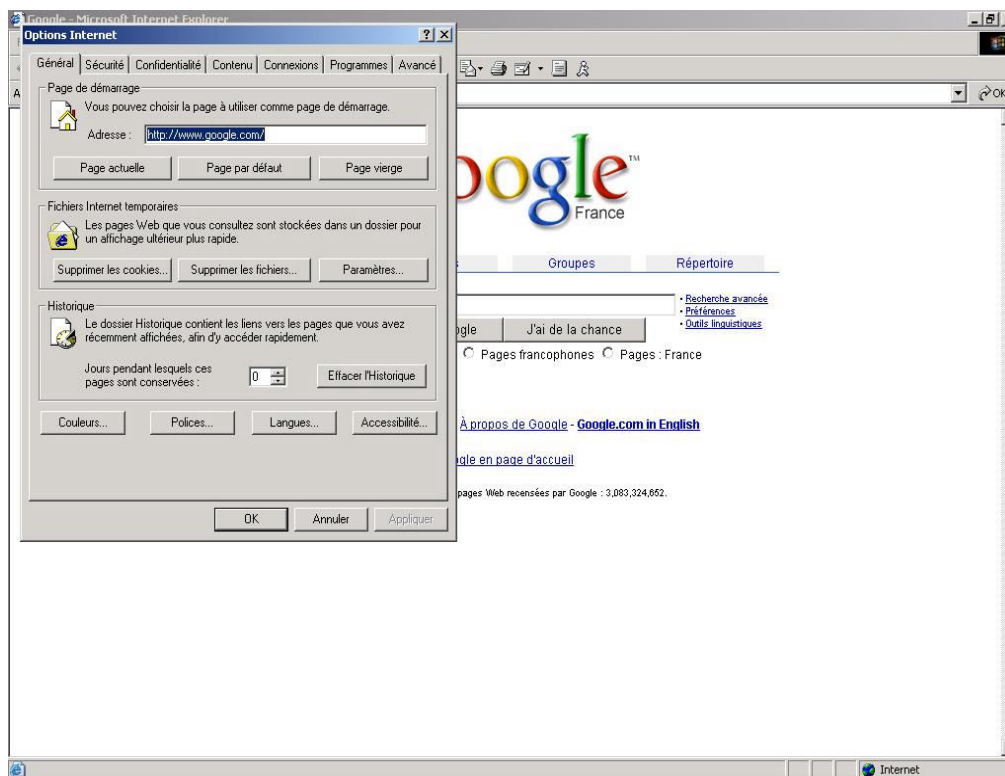 Google - Microsoft Internet Explorer
Options Internet
Général Sécurité Confidentialité Contenu Connexions Programmes Avancé
Page de démarrage
Vous pouvez choisir la page à utiliser comme page de démarrage.
Adresse : http://www.google.com/
Page actuelle Page par défaut Page vierge
Fichiers Internet temporaires
Les pages Web que vous consultez sont stockées dans un dossier pour
un affichage ultérieur plus rapide.
Supprimer les cookies... Supprimer les fichiers... Paramètres...
Historique
Le dossier Historique contient les liens vers les pages que vous avez
récemment affichées, afin d'y accéder rapidement.
Jours pendant lesquels ces
pages sont conservées :
0
Effacer l'Historique
Couleurs... Polices... Langues... Accessibilité...
OK Annuler Appliquer
OK
oogle TM
France
Groupes Répertoire
• Recherche avancée
• Préférences
• Outils linguistiques
ogle J'ai de la chance
Pages francophones Pages : France
À propos de Google - Google.com in English
ogle en page d'accueil
pages Web recensées par Google : 3,083,324,652.
Internet